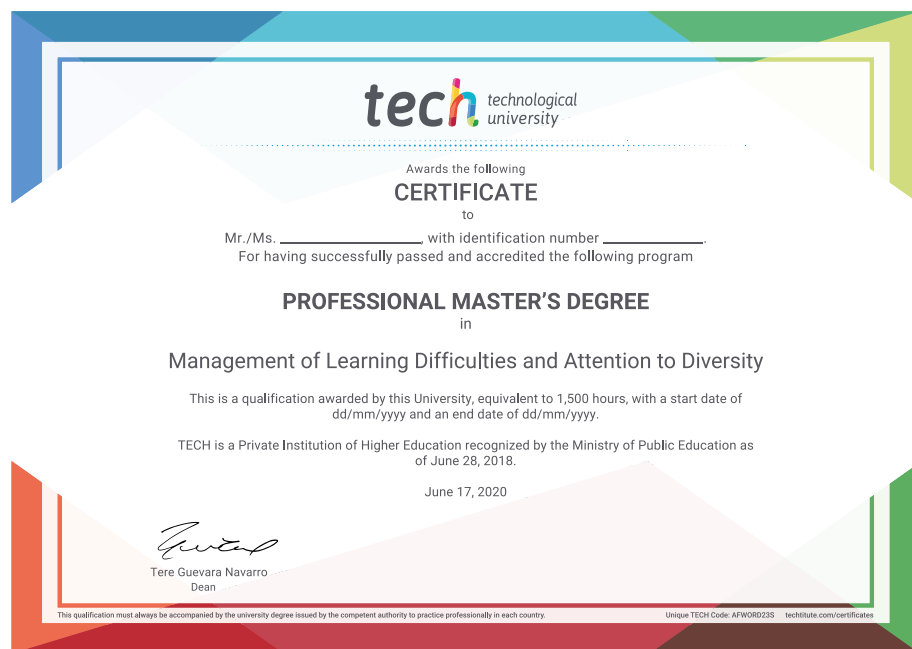 tech technological
university
Awards the following
CERTIFICATE
to
Mr./Ms. ____________________, with identification number ______________.
For having successfully passed and accredited the following program
PROFESSIONAL MASTER'S DEGREE
in
Management of Learning Difficulties and Attention to Diversity
This is a qualification awarded by this University, equivalent to 1,500 hours, with a start date of
dd/mm/yyyy and an end date of dd/mm/yyyy.
TECH is a Private Institution of Higher Education recognized by the Ministry of Public Education as
of June 28, 2018.
June 17, 2020
Tere Guevara Navarro
Dean
This qualification must always be accompanied by the university degree issued by the competent authority to practice professionally in each country.
Unique TECH Code: AFWORD23S techtitute.com/certificates